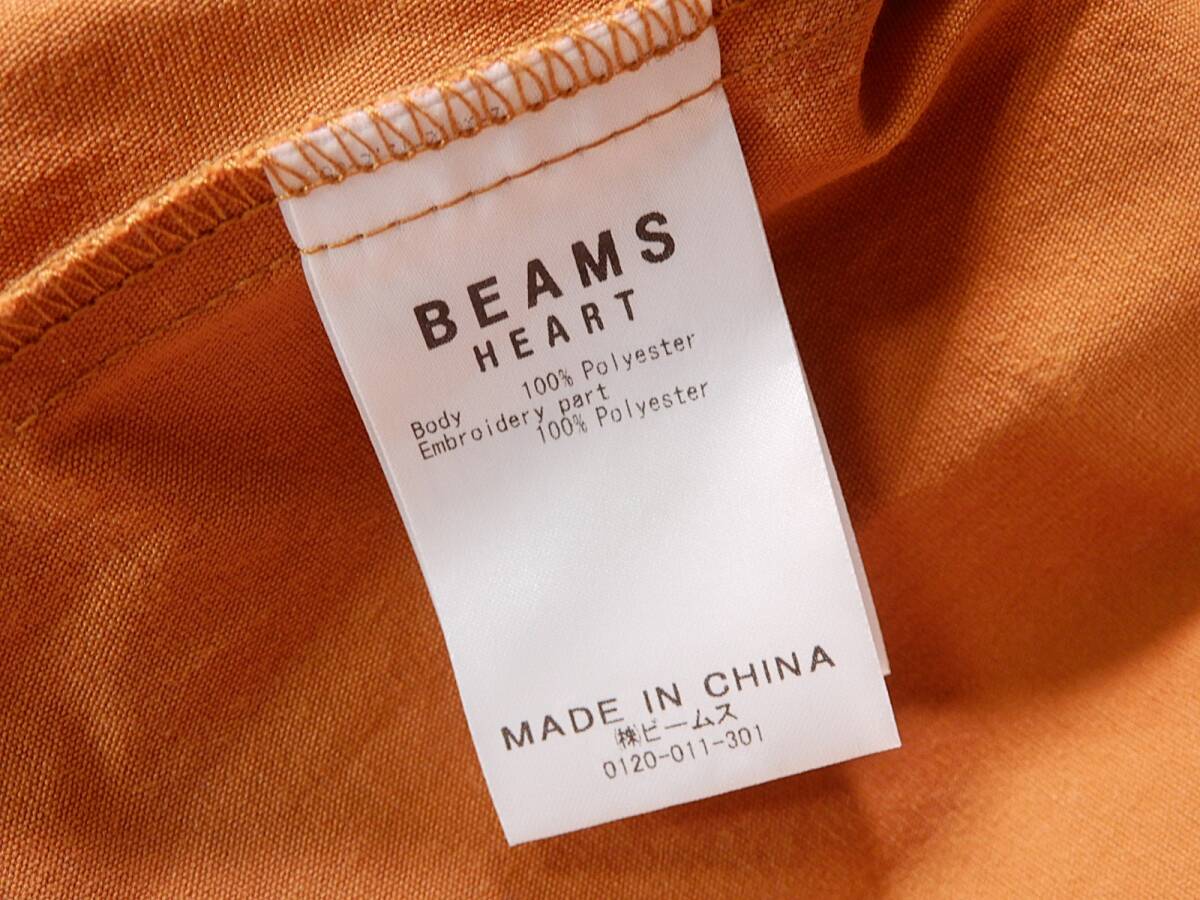 BEAMS
HEART
Body 100% Polyester
Embroidery part
100% Polyester
MADE IN CHINA
㈱ビームス
0120-011-301